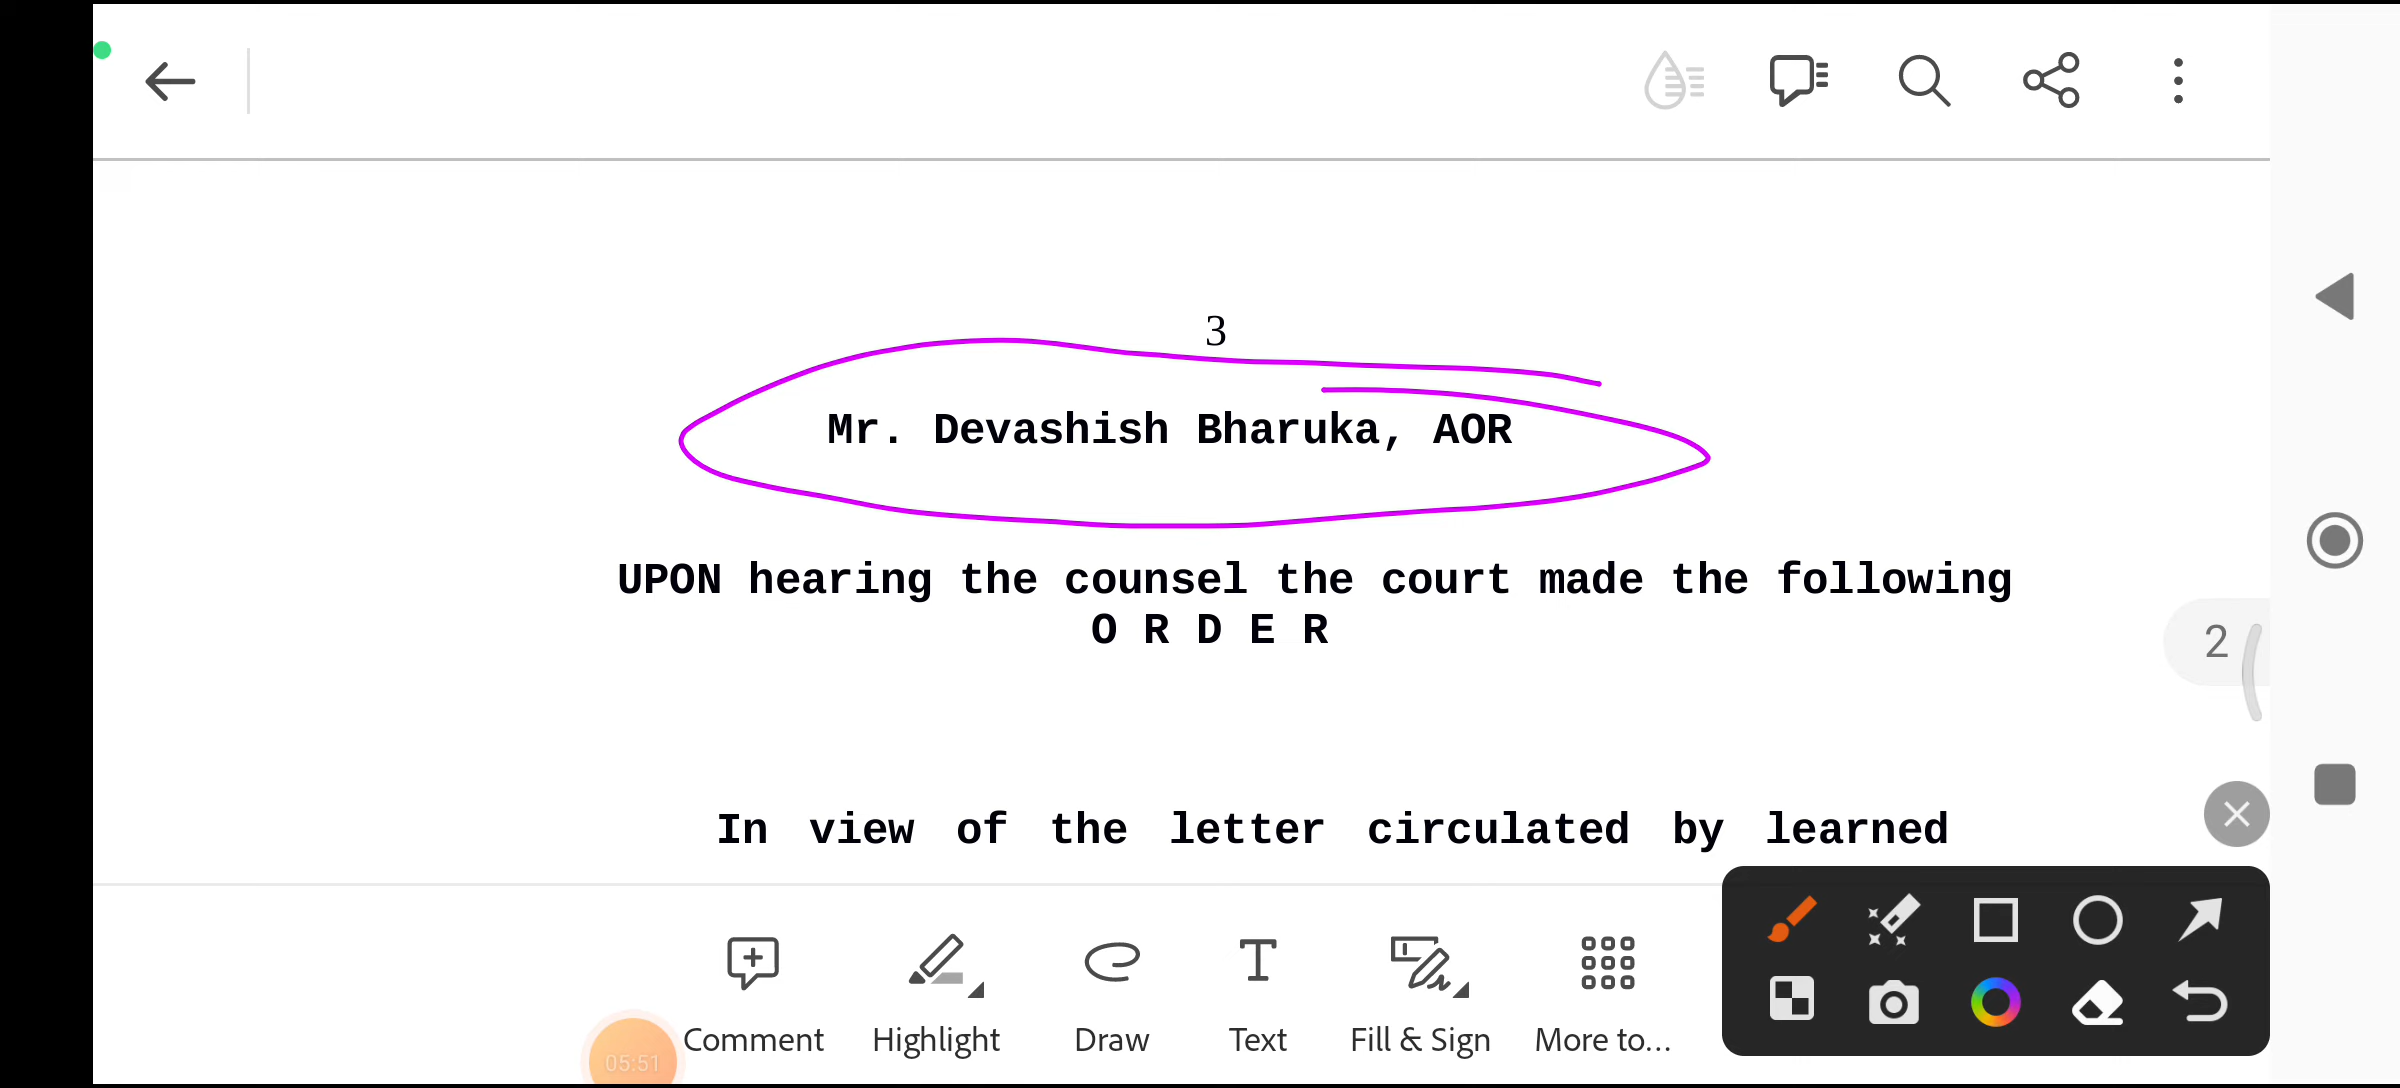 3
Mr. Devashish Bharuka, AOR
UPON hearing the counsel the court made the following
O R D E R
2
In view of the letter circulated by learned
Comment
Highlight
Draw
Text
Fill & Sign
More to...
05:51